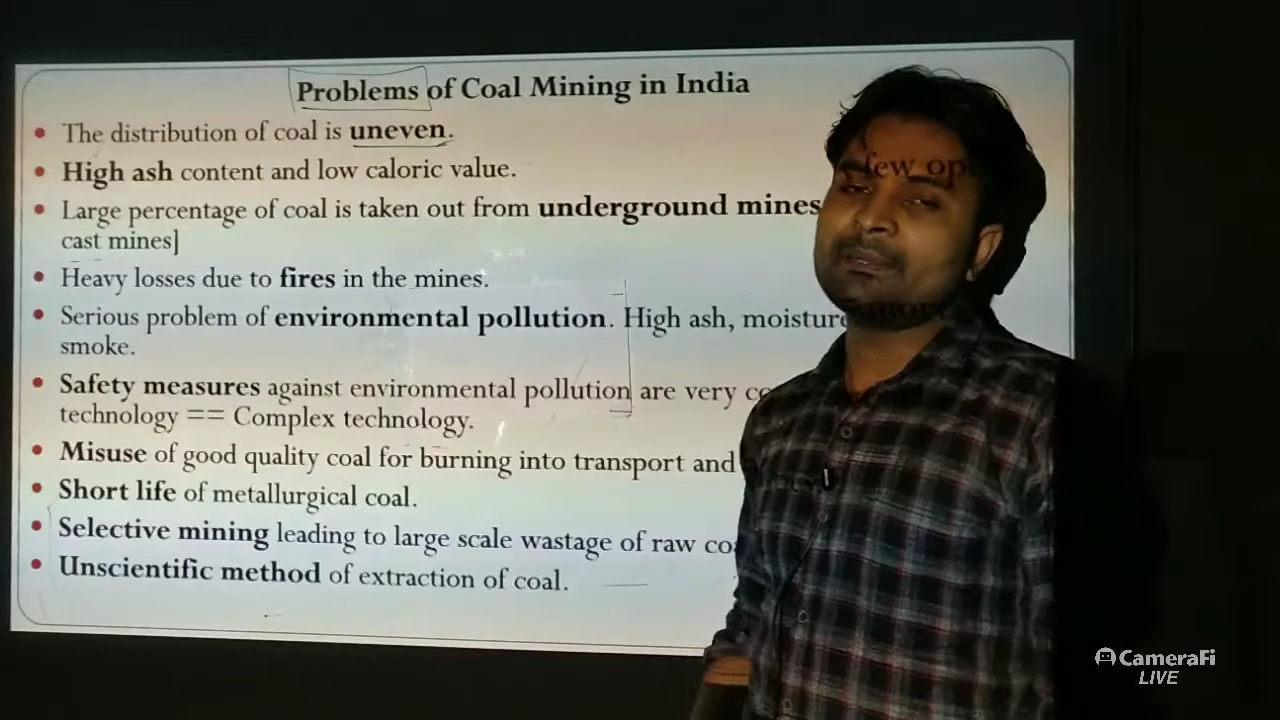 Problems of Coal Mining in India
• The distribution of coal is uneven.
• High ash content and low caloric value.
• Large percentage of coal is taken out from underground mines few
cast mines]
• Heavy losses due to fires in the mines.
• Serious problem of environmental pollution. High ash, moisture
smoke.
• Safety measures against environmental pollution are very
technology == Complex technology.
• Misuse of good quality coal for burning into transport and
• Short life of metallurgical coal.
• Selective mining leading to large scale wastage of raw
• Unscientific method of extraction of coal.
CameraFi
LIVE